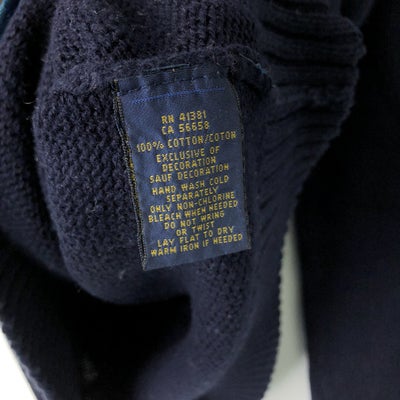 RN 41381
CA 56658
100% COTTON/COTON
EXCLUSIVE OF
DECORATION
SAUF DECORATION
HAND WASH COLD
SEPARATELY
ONLY NON-CHLORINE
BLEACH WHEN NEEDED
DO NOT WRING
OR TWIST
LAY FLAT TO DRY
WARM IRON IF NEEDED